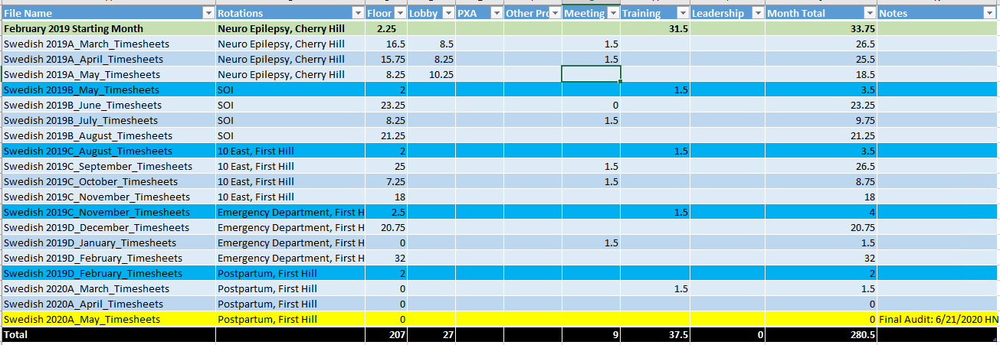 File Name Rotations Floor Lobby PXA Other Pro Meeting Training Leadership Month Total Notes
February 2019 Starting Month Neuro Epilepsy, Cherry Hill 2.25 31.5 33.75
Swedish 2019A_March_Timesheets Neuro Epilepsy, Cherry Hill 16.5 8.5 1.5 26.5
Swedish 2019A_April_Timesheets Neuro Epilepsy, Cherry Hill 15.75 8.25 1.5 25.5
Swedish 2019A_May_Timesheets Neuro Epilepsy, Cherry Hill 8.25 10.25 18.5
Swedish 2019B_May_Timesheets SOI 2 1.5 3.5
Swedish 2019B_June_Timesheets SOI 23.25 0 23.25
Swedish 2019B_July_Timesheets SOI 8.25 1.5 9.75
Swedish 2019B_August_Timesheets SOI 21.25 21.25
Swedish 2019C_August_Timesheets 10 East, First Hill 2 1.5 3.5
Swedish 2019C_September_Timesheets 10 East, First Hill 25 1.5 26.5
Swedish 2019C_October_Timesheets 10 East, First Hill 7.25 1.5 8.75
Swedish 2019C_November_Timesheets 10 East, First Hill 18 18
Swedish 2019C_November_Timesheets Emergency Department, First H 2.5 1.5 4
Swedish 2019D_December_Timesheets Emergency Department, First H 20.75 20.75
Swedish 2019D_January_Timesheets Emergency Department, First H 0 1.5 1.5
Swedish 2019D_February_Timesheets Emergency Department, First H 32 32
Swedish 2019D_February_Timesheets Postpartum, First Hill 2 2
Swedish 2020A_March_Timesheets Postpartum, First Hill 0 1.5 1.5
Swedish 2020A_April_Timesheets Postpartum, First Hill 0 0
Swedish 2020A_May_Timesheets Postpartum, First Hill 0 0 Final Audit: 6/21/2020 HN
Total 207 27 9 37.5 0 280.5